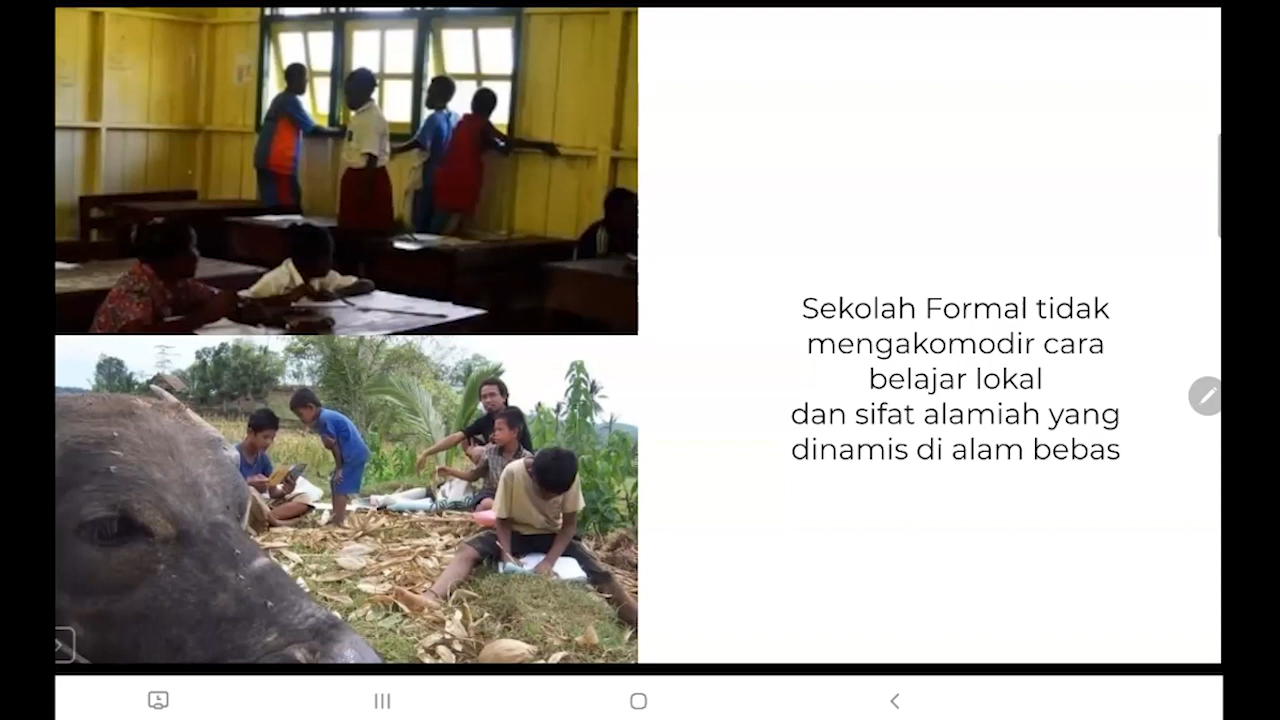 Sekolah Formal tidak
mengakomodir cara
belajar lokal
dan sifat alamiah yang
dinamis di alam bebas